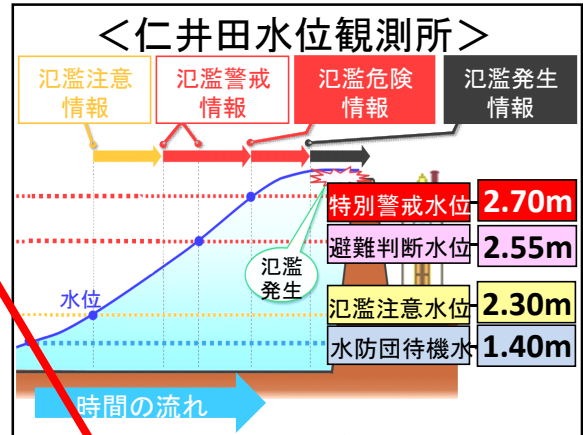 ＜仁井田水位観測所＞
氾濫注意
情報
氾濫警戒
情報
氾濫危険
情報
氾濫発生
情報
特別警戒水位
2.70m
避難判断水位
2.55m
氾濫
発生
水位
氾濫注意水位
2.30m
水防団待機水
1.40m
時間の流れ